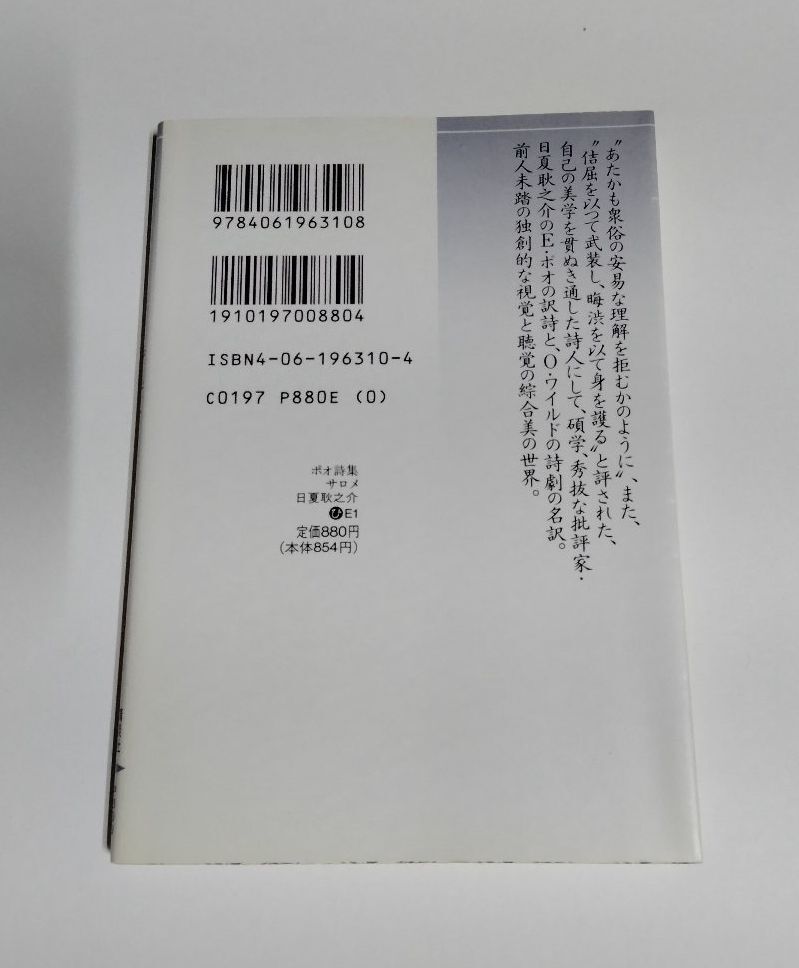 〝あたかも衆俗の安易な理解を拒むかのように〟、また、
〝佶屈を以つて武装し、晦渋を以て身を護る〟と評された、
自己の美学を貫ぬき通した詩人にして、碩学、秀抜な批評家・
日夏耿之介のE・ポオの訳詩と、O・ワイルドの詩劇の名訳。
前人未踏の独創的な視覚と聴覚の綜合美の世界。
9784061963108
1910197008804
ISBN4-06-196310-4
C0197 P880E (0)
ポオ詩集
サロメ
日夏耿之介
ひE1
定価880円
(本体854円)